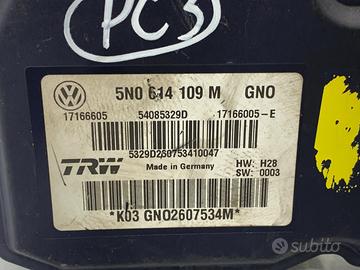 PC3
5N0 614 109 M GNO
17166605 54085329D 17166005-E
5329D260753410047
TRW Made in Germany HW: H28
SW: 0003
*K03 GNO2607534M*
subito